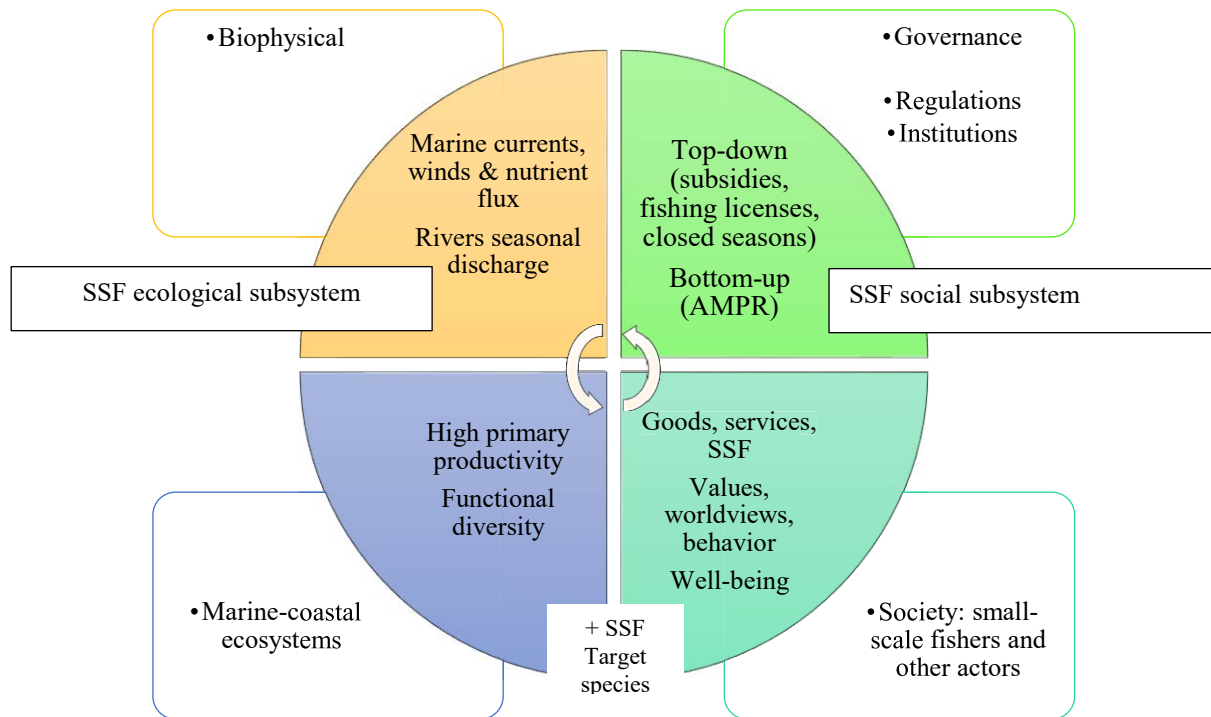 •Biophysical
•Governance
•Regulations
•Institutions
Marine currents,
winds & nutrient
flux
Rivers seasonal
discharge
Top-down
(subsidies,
fishing licenses,
closed seasons)
Bottom-up
(AMPR)
SSF ecological subsystem
SSF social subsystem
High primary
productivity
Functional
diversity
Goods, services,
SSF
Values,
worldviews,
behavior
Well-being
•Marine-coastal
ecosystems
+ SSF
Target
species
•Society: small-
scale fishers and
other actors